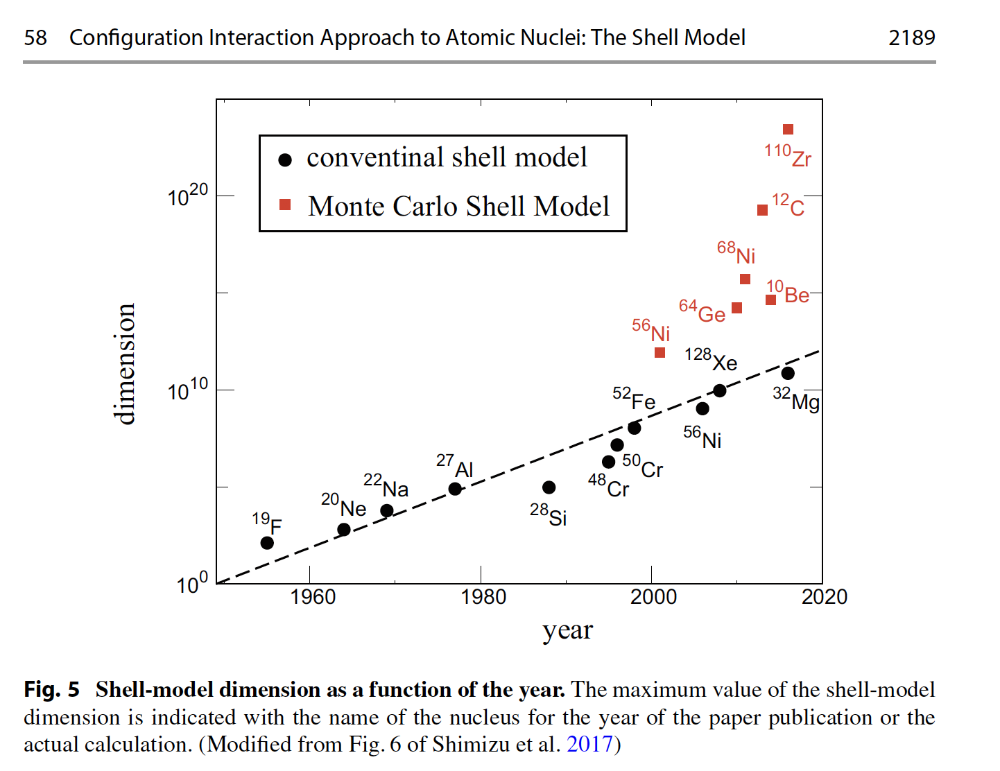 58 Configuration Interaction Approach to Atomic Nuclei: The Shell Model 2189
conventinal shell model
Monte Carlo Shell Model
110Zr
10^20
12C
68Ni
10Be
64Ge
56Ni
128Xe
dimension
10^10
52Fe
32Mg
56Ni
27Al
50Cr
48Cr
22Na
20Ne
28Si
19F
10^0
1960 1980 2000 2020
year
Fig. 5 Shell-model dimension as a function of the year. The maximum value of the shell-model
dimension is indicated with the name of the nucleus for the year of the paper publication or the
actual calculation. (Modified from Fig. 6 of Shimizu et al. 2017)